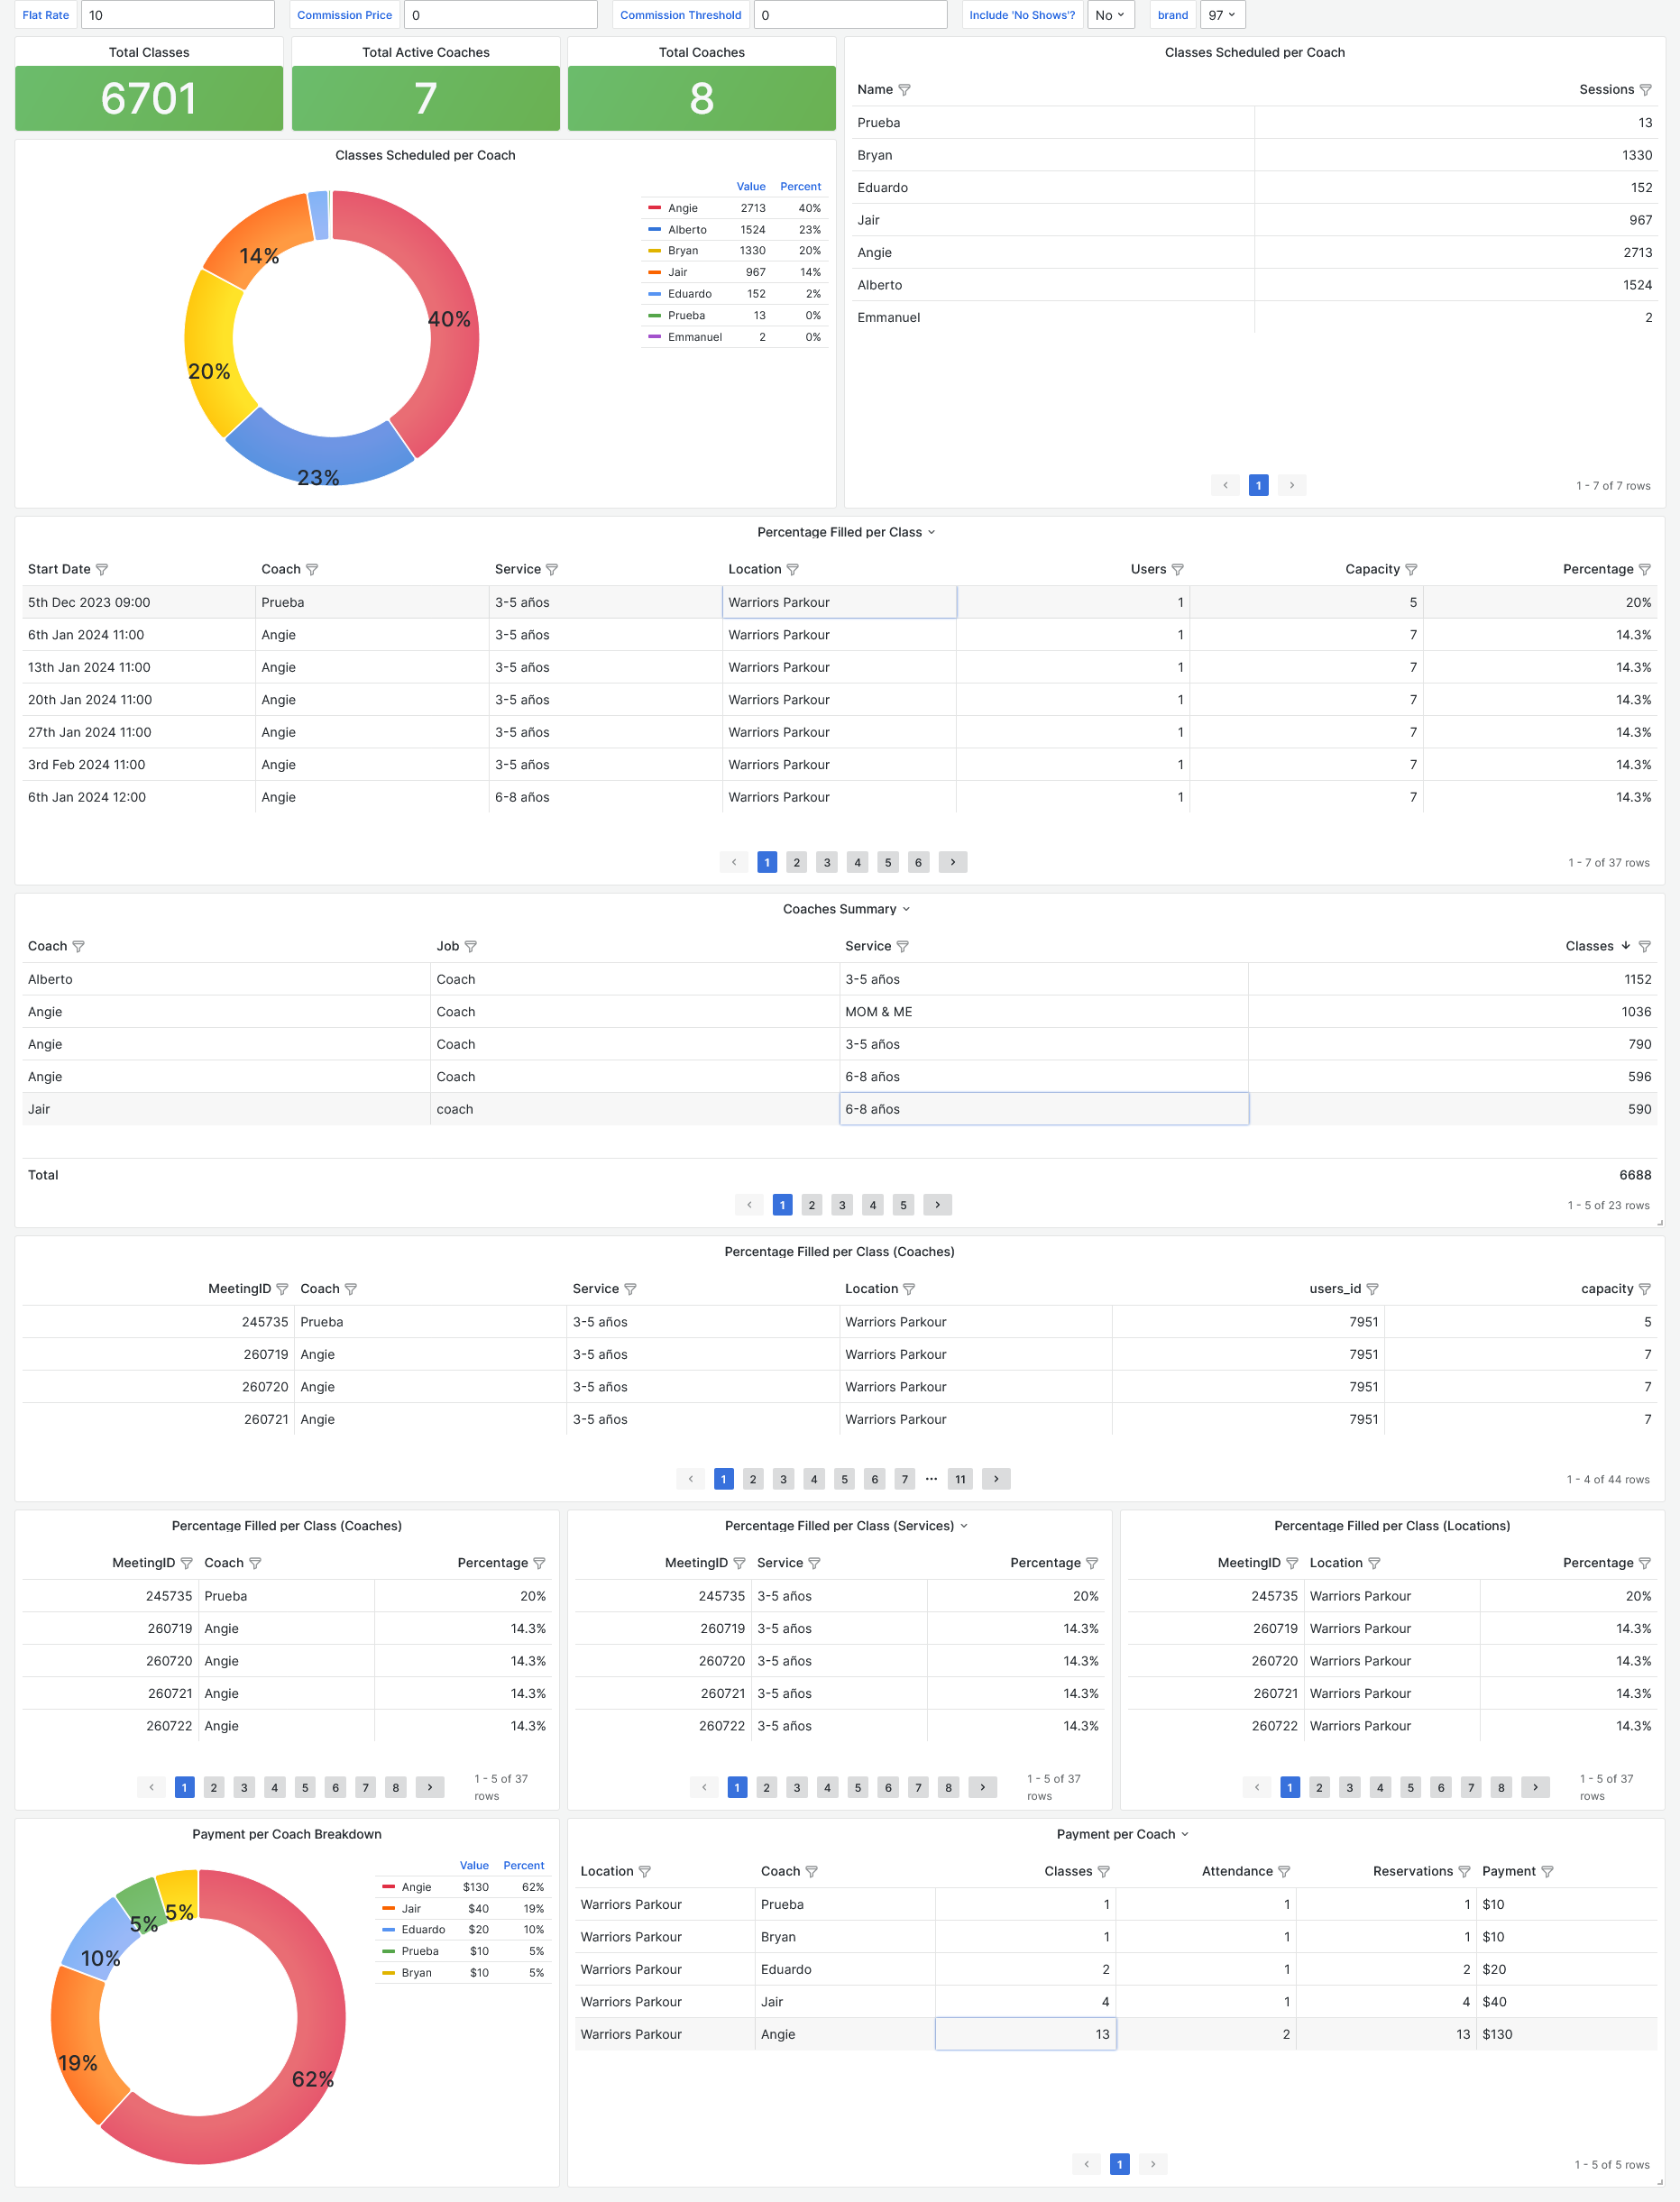 Flat Rate 10 Commission Price 0 Commission Threshold 0 Include 'No Shows'? No brand 97
Total Classes
6701
Total Active Coaches
7
Total Coaches
8
Classes Scheduled per Coach
Value Percent
Angie 2713 40%
Alberto 1524 23%
Bryan 1330 20%
Jair 967 14%
Eduardo 152 2%
Prueba 13 0%
Emmanuel 2 0%
14%
40%
20%
23%
Classes Scheduled per Coach
Name Sessions
Prueba 13
Bryan 1330
Eduardo 152
Jair 967
Angie 2713
Alberto 1524
Emmanuel 2
1 1 - 7 of 7 rows
Percentage Filled per Class
Start Date Coach Service Location Users Capacity Percentage
5th Dec 2023 09:00 Prueba 3-5 años Warriors Parkour 1 5 20%
6th Jan 2024 11:00 Angie 3-5 años Warriors Parkour 1 7 14.3%
13th Jan 2024 11:00 Angie 3-5 años Warriors Parkour 1 7 14.3%
20th Jan 2024 11:00 Angie 3-5 años Warriors Parkour 1 7 14.3%
27th Jan 2024 11:00 Angie 3-5 años Warriors Parkour 1 7 14.3%
3rd Feb 2024 11:00 Angie 3-5 años Warriors Parkour 1 7 14.3%
6th Jan 2024 12:00 Angie 6-8 años Warriors Parkour 1 7 14.3%
1 2 3 4 5 6 1 - 7 of 37 rows
Coaches Summary
Coach Job Service Classes
Alberto Coach 3-5 años 1152
Angie Coach MOM & ME 1036
Angie Coach 3-5 años 790
Angie Coach 6-8 años 596
Jair coach 6-8 años 590
Total 6688
1 2 3 4 5 1 - 5 of 23 rows
Percentage Filled per Class (Coaches)
MeetingID Coach Service Location users_id capacity
245735 Prueba 3-5 años Warriors Parkour 7951 5
260719 Angie 3-5 años Warriors Parkour 7951 7
260720 Angie 3-5 años Warriors Parkour 7951 7
260721 Angie 3-5 años Warriors Parkour 7951 7
1 2 3 4 5 6 7 ··· 11 1 - 4 of 44 rows
Percentage Filled per Class (Coaches)
MeetingID Coach Percentage
245735 Prueba 20%
260719 Angie 14.3%
260720 Angie 14.3%
260721 Angie 14.3%
260722 Angie 14.3%
1 2 3 4 5 6 7 8 1 - 5 of 37
rows
Percentage Filled per Class (Services)
MeetingID Service Percentage
245735 3-5 años 20%
260719 3-5 años 14.3%
260720 3-5 años 14.3%
260721 3-5 años 14.3%
260722 3-5 años 14.3%
1 2 3 4 5 6 7 8 1 - 5 of 37
rows
Percentage Filled per Class (Locations)
MeetingID Location Percentage
245735 Warriors Parkour 20%
260719 Warriors Parkour 14.3%
260720 Warriors Parkour 14.3%
260721 Warriors Parkour 14.3%
260722 Warriors Parkour 14.3%
1 2 3 4 5 6 7 8 1 - 5 of 37
rows
Payment per Coach Breakdown
Value Percent
Angie $130 62%
Jair $40 19%
Eduardo $20 10%
Prueba $10 5%
Bryan $10 5%
5%
5%
10%
19%
62%
Payment per Coach
Location Coach Classes Attendance Reservations Payment
Warriors Parkour Prueba 1 1 1 $10
Warriors Parkour Bryan 1 1 1 $10
Warriors Parkour Eduardo 2 1 2 $20
Warriors Parkour Jair 4 1 4 $40
Warriors Parkour Angie 13 2 13 $130
1 1 - 5 of 5 rows